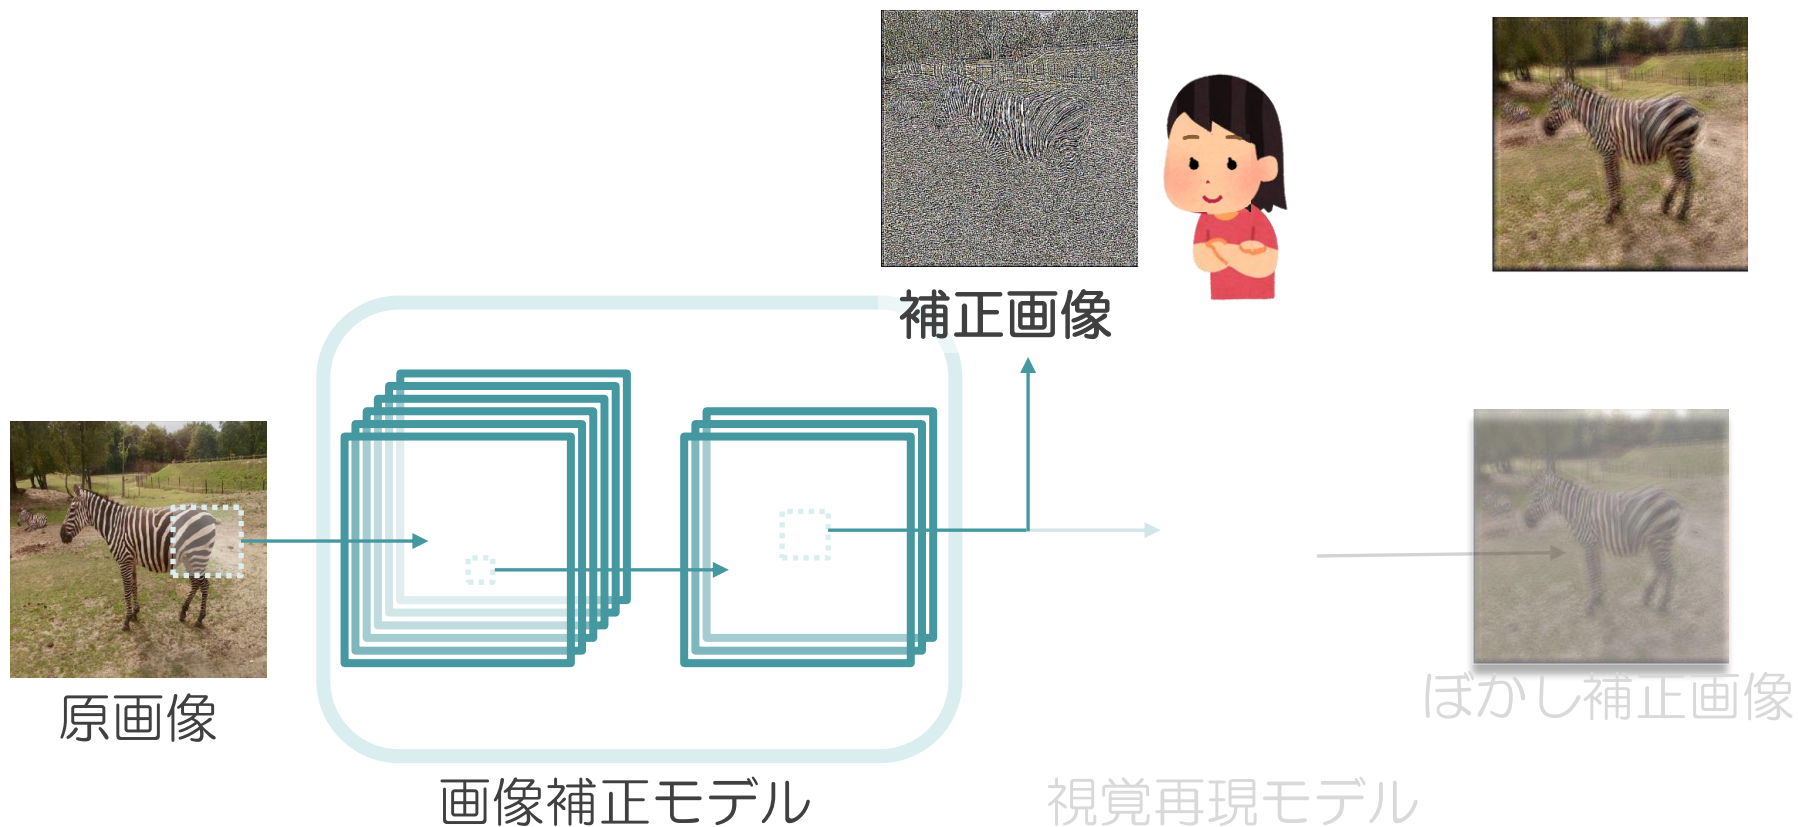 補正画像
原画像
ぼかし補正画像
画像補正モデル
視覚再現モデル